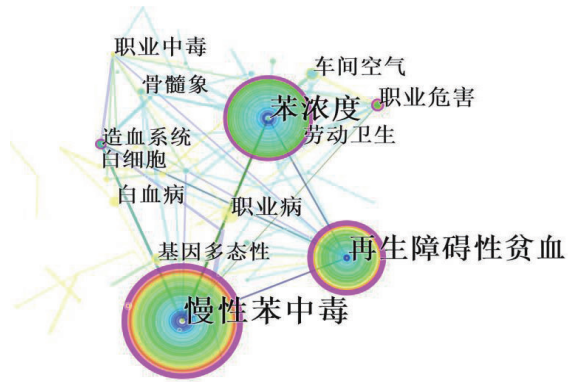 职业中毒
车间空气
骨髓象
职业危害
苯浓度
劳动卫生
造血系统
白细胞
白血病
职业病
再生障碍性贫血
基因多态性
慢性苯中毒